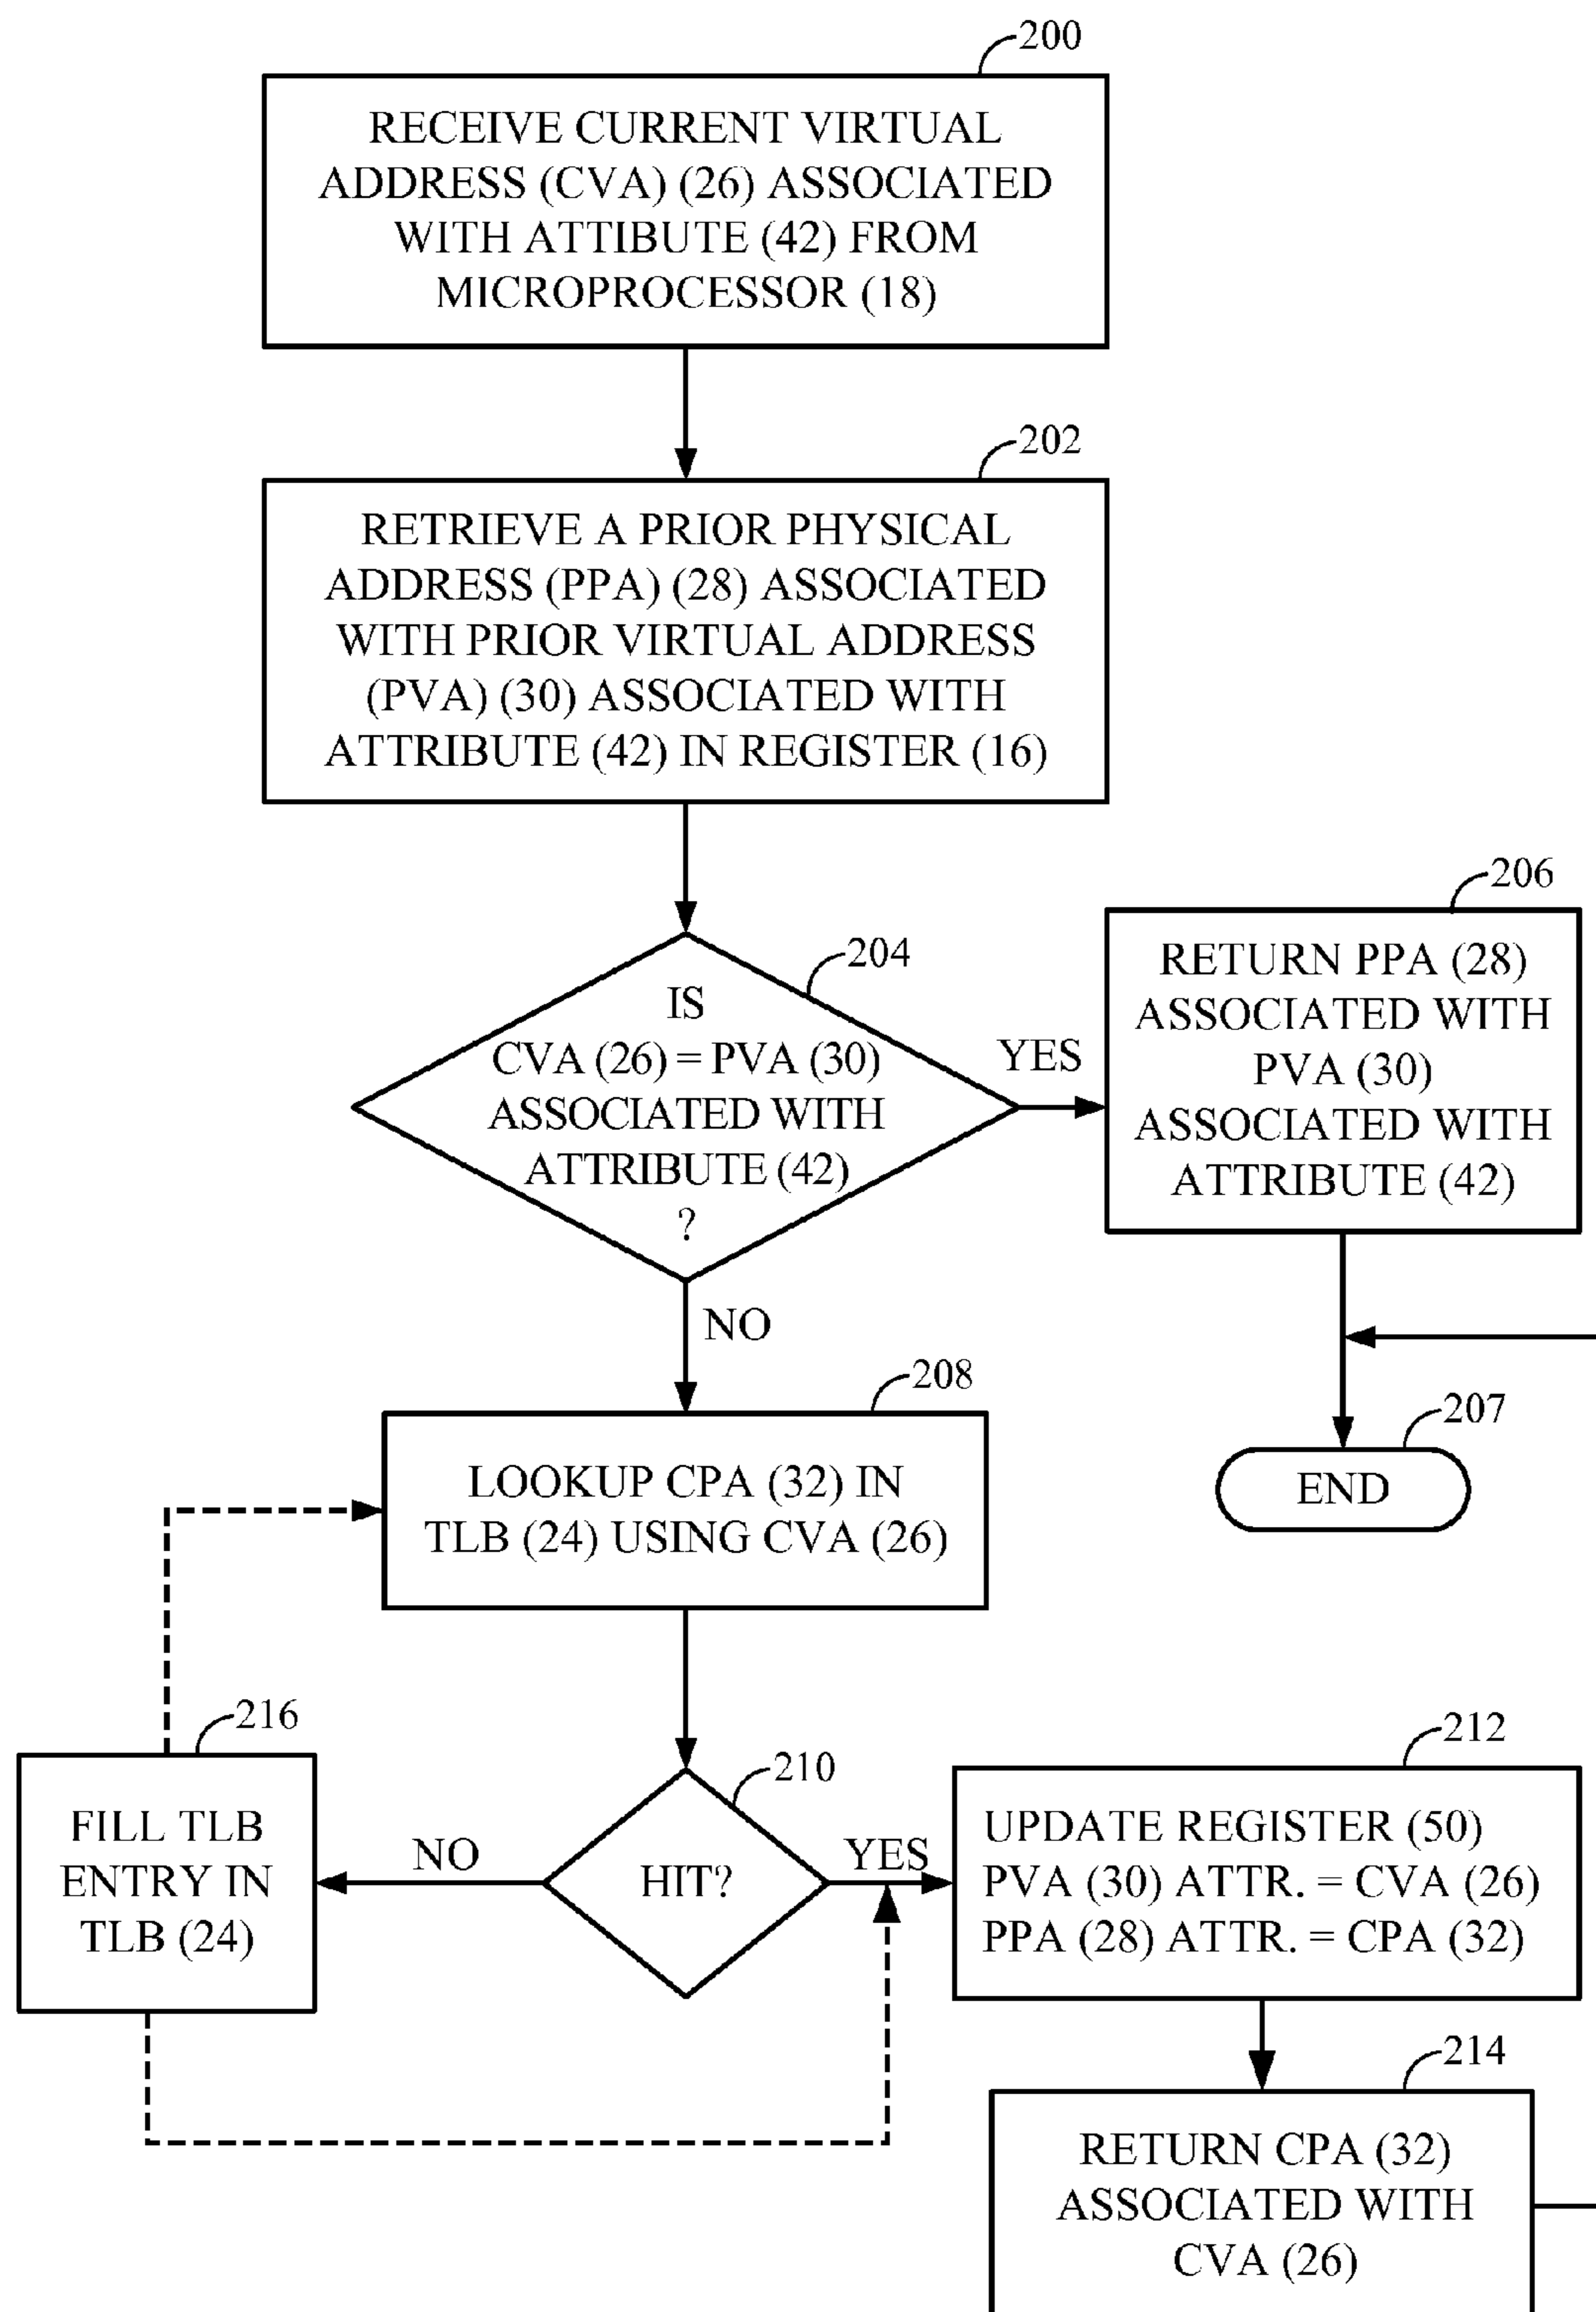 200
RECEIVE CURRENT VIRTUAL
ADDRESS (CVA) (26) ASSOCIATED
WITH ATTIBUTE (42) FROM
MICROPROCESSOR (18)
202
RETRIEVE A PRIOR PHYSICAL
ADDRESS (PPA) (28) ASSOCIATED
WITH PRIOR VIRTUAL ADDRESS
(PVA) (30) ASSOCIATED WITH
ATTRIBUTE (42) IN REGISTER (16)
204
IS
CVA (26) = PVA (30)
ASSOCIATED WITH
ATTRIBUTE (42)
?
YES
206
RETURN PPA (28)
ASSOCIATED WITH
PVA (30)
ASSOCIATED WITH
ATTRIBUTE (42)
NO
207
END
208
LOOKUP CPA (32) IN
TLB (24) USING CVA (26)
216
FILL TLB
ENTRY IN
TLB (24)
NO
210
HIT?
YES
212
UPDATE REGISTER (50)
PVA (30) ATTR. = CVA (26)
PPA (28) ATTR. = CPA (32)
214
RETURN CPA (32)
ASSOCIATED WITH
CVA (26)